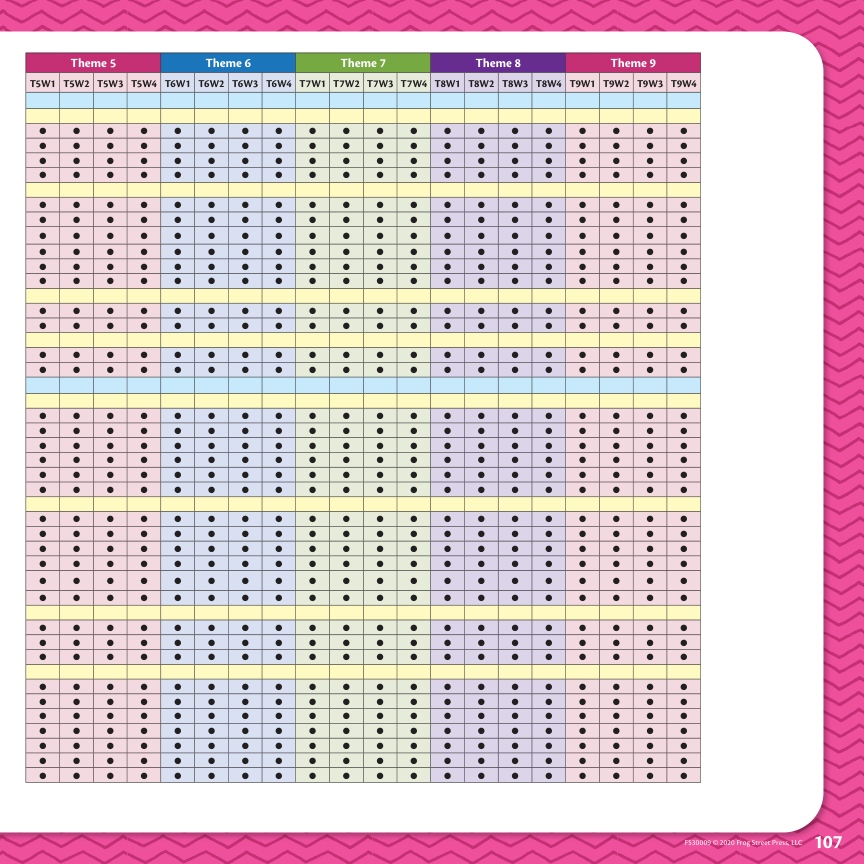 Theme 5 Theme 6 Theme 7 Theme 8 Theme 9
T5W1 T5W2 T5W3 T5W4 T6W1 T6W2 T6W3 T6W4 T7W1 T7W2 T7W3 T7W4 T8W1 T8W2 T8W3 T8W4 T9W1 T9W2 T9W3 T9W4
FS30009 © 2020 Frog Street Press, LLC 107